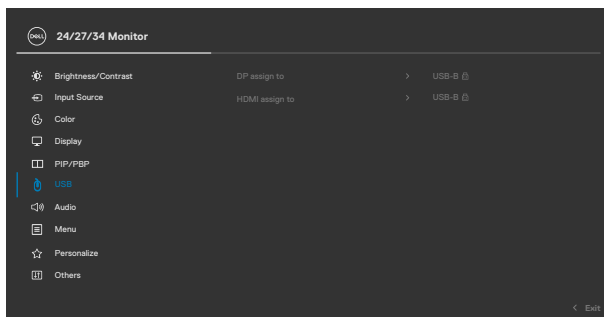 DELL 24/27/34 Monitor
Brightness/Contrast DP assign to > USB-B
Input Source HDMI assign to > USB-B
Color
Display
PIP/PBP
USB
Audio
Menu
Personalize
Others
< Exit